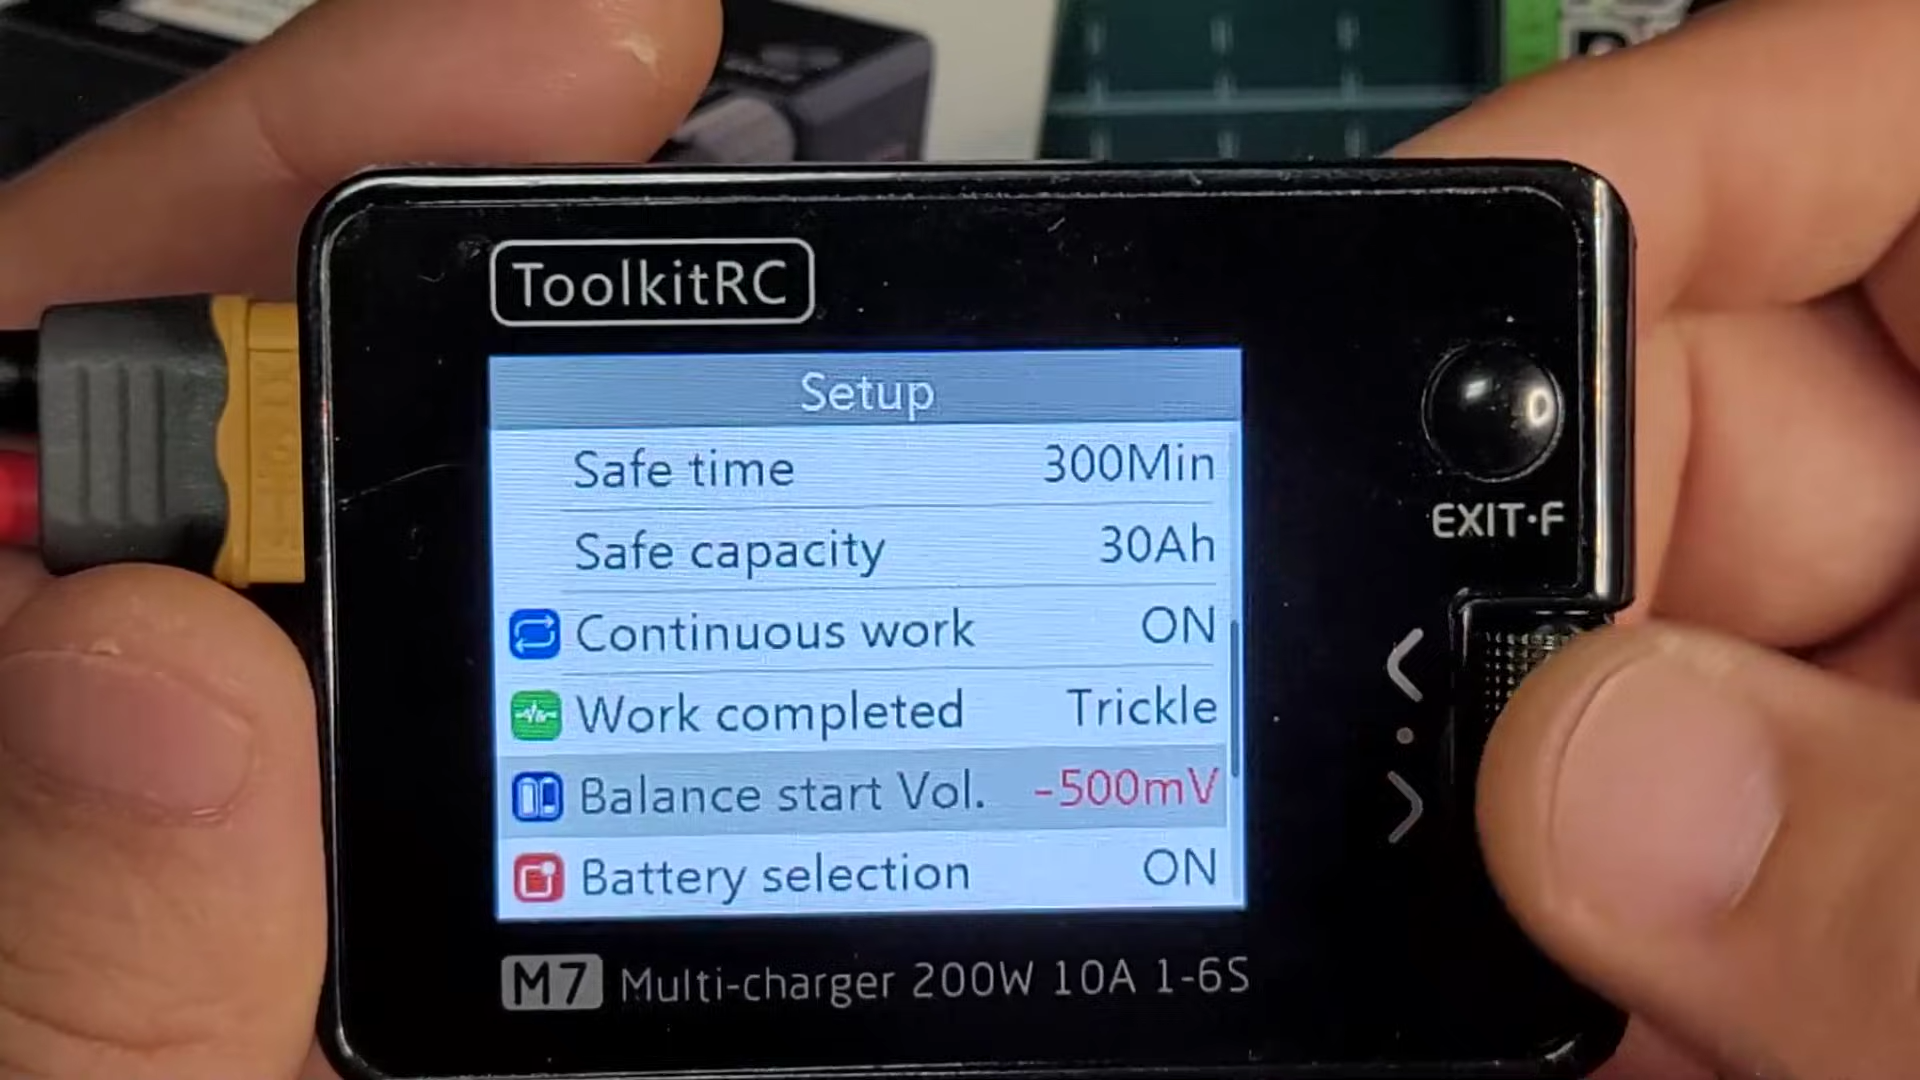 ToolkitRC
Setup
Safe time 300Min
Safe capacity 30Ah
Continuous work ON
Work completed Trickle
Balance start Vol. -500mV
Battery selection ON
EXIT·F
M7 Multi-charger 200W 10A 1-6S